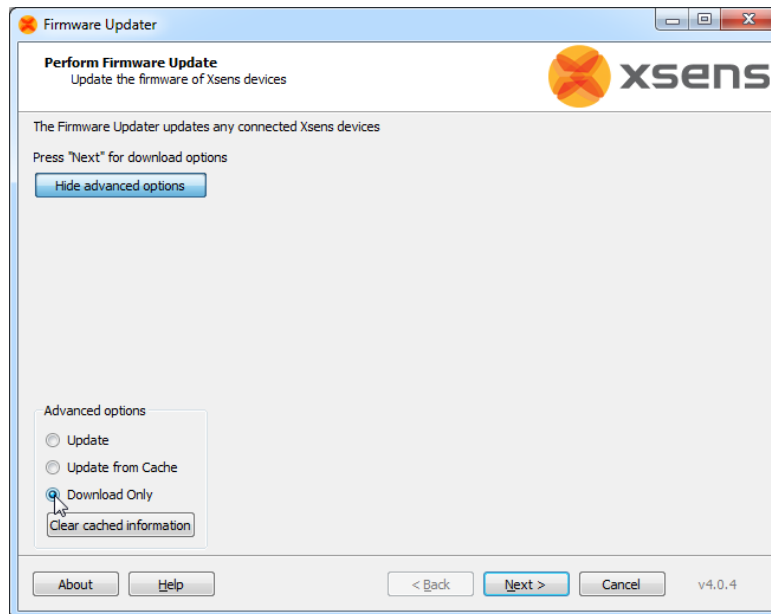 Firmware Updater
Perform Firmware Update
Update the firmware of Xsens devices
xsens
The Firmware Updater updates any connected Xsens devices
Press "Next" for download options
Hide advanced options
Advanced options
Update
Update from Cache
Download Only
Clear cached information
About
Help
< Back
Next >
Cancel
v4.0.4